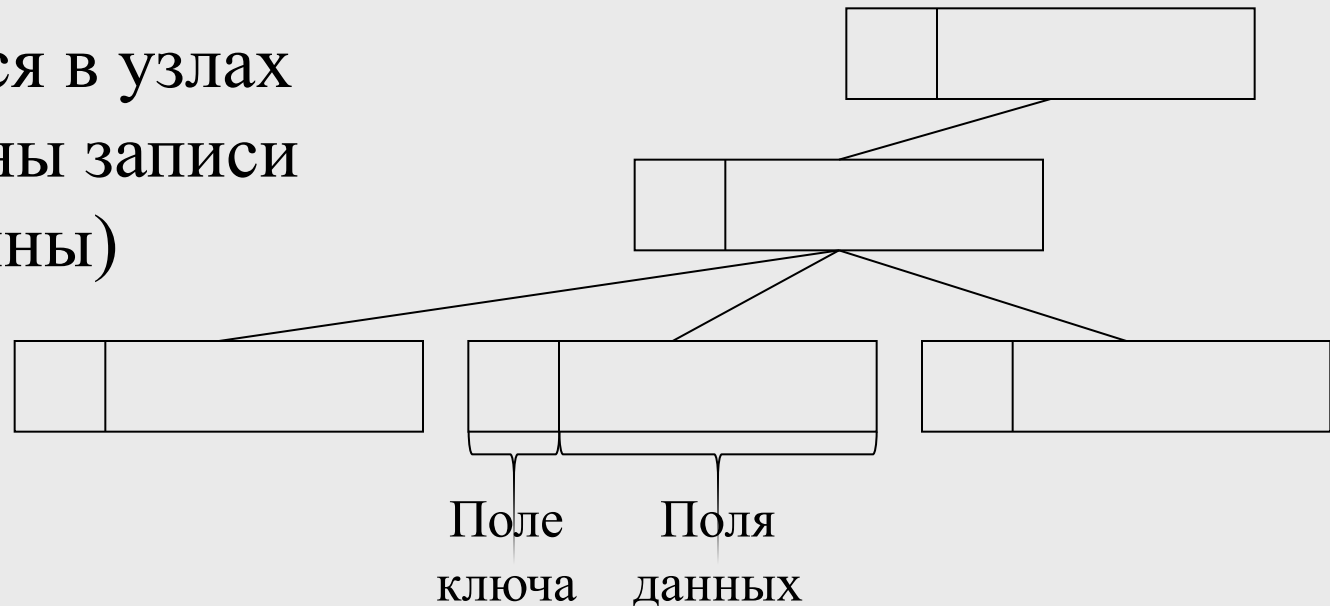 ся в узлах
ны записи
ны)
Поле
ключа
Поля
данных